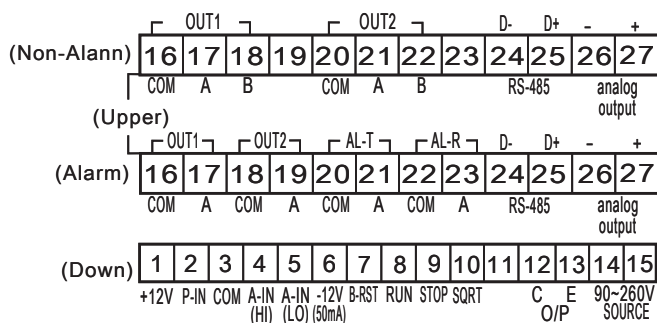 OUT1 OUT2 D- D+ − +
(Non-Alann) 16 17 18 19 20 21 22 23 24 25 26 27
COM A B COM A B RS-485 analog output
(Upper)
OUT1 OUT2 AL-T AL-R D- D+ − +
(Alarm) 16 17 18 19 20 21 22 23 24 25 26 27
COM A COM A COM A COM A RS-485 analog output
(Down) 1 2 3 4 5 6 7 8 9 10 11 12 13 14 15
+12V P-IN COM A-IN A-IN -12V B-RST RUN STOP SQRT C E 90~260V
(HI) (LO) (50mA) O/P SOURCE